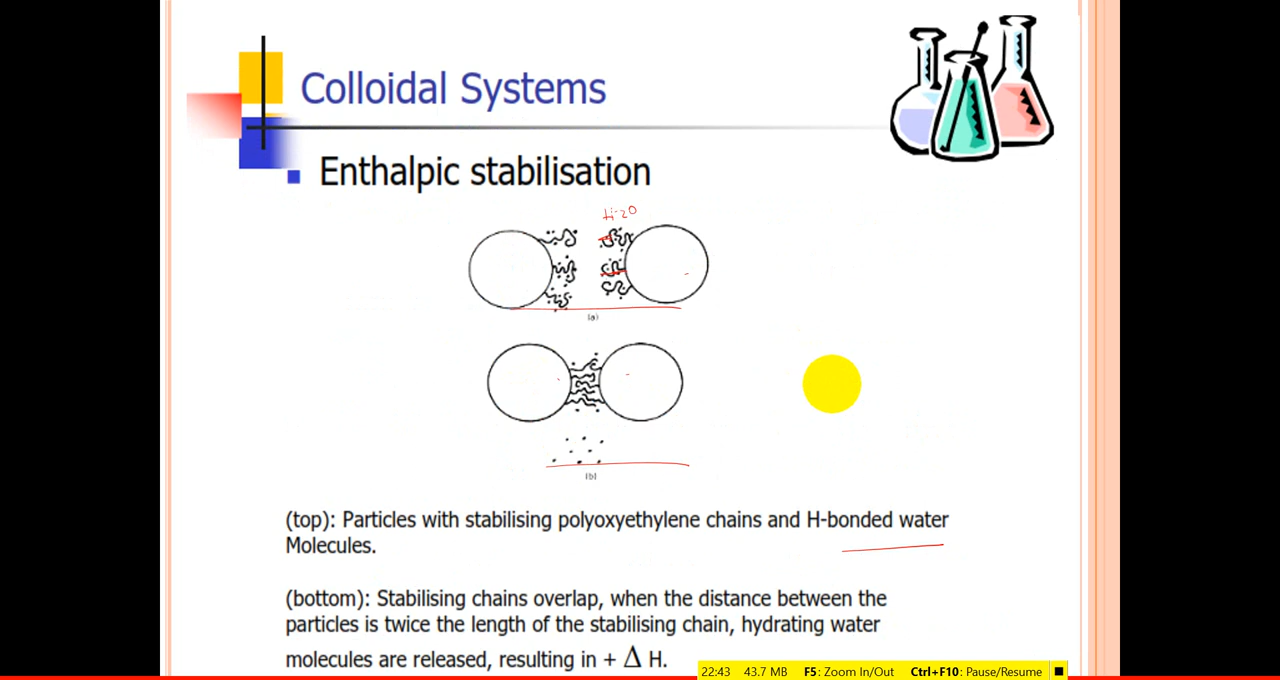 Colloidal Systems
Enthalpic stabilisation
H-20
(a)
(b)
(top): Particles with stabilising polyoxyethylene chains and H-bonded water
Molecules.
(bottom): Stabilising chains overlap, when the distance between the
particles is twice the length of the stabilising chain, hydrating water
molecules are released, resulting in + Δ H.
22:43 43.7 MB F5: Zoom In/Out Ctrl+F10: Pause/Resume